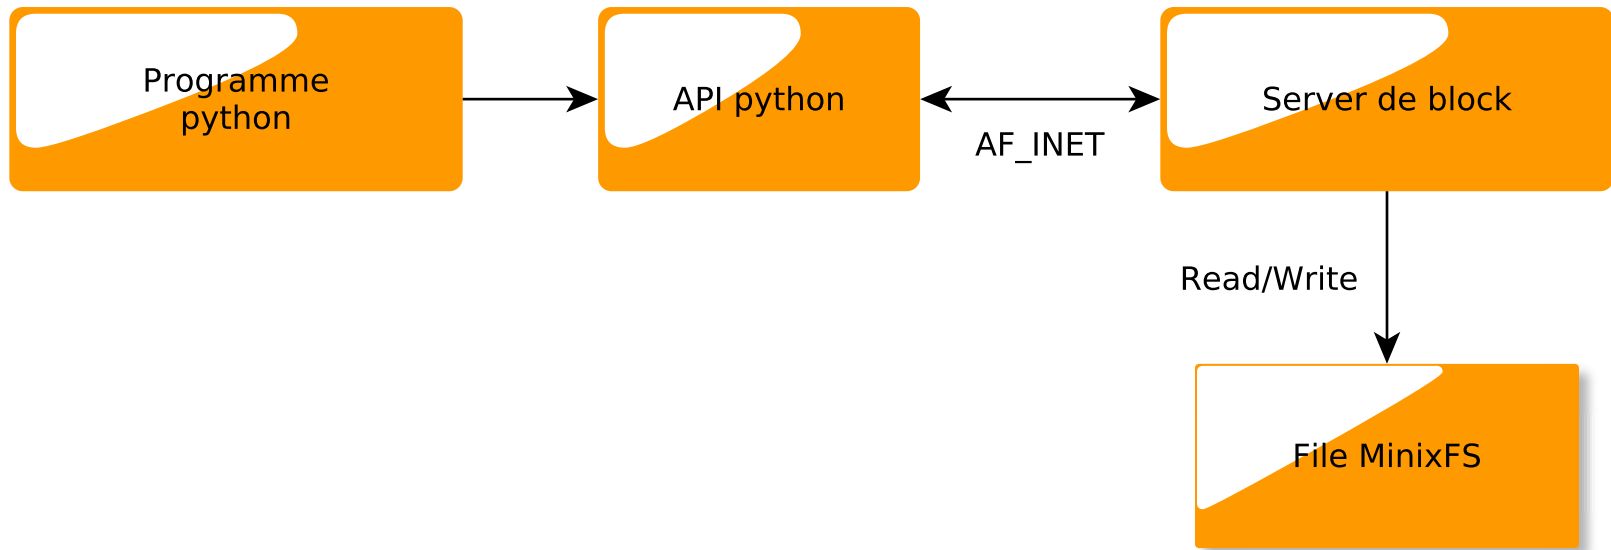 Programme
python
API python
AF_INET
Server de block
Read/Write
File MinixFS